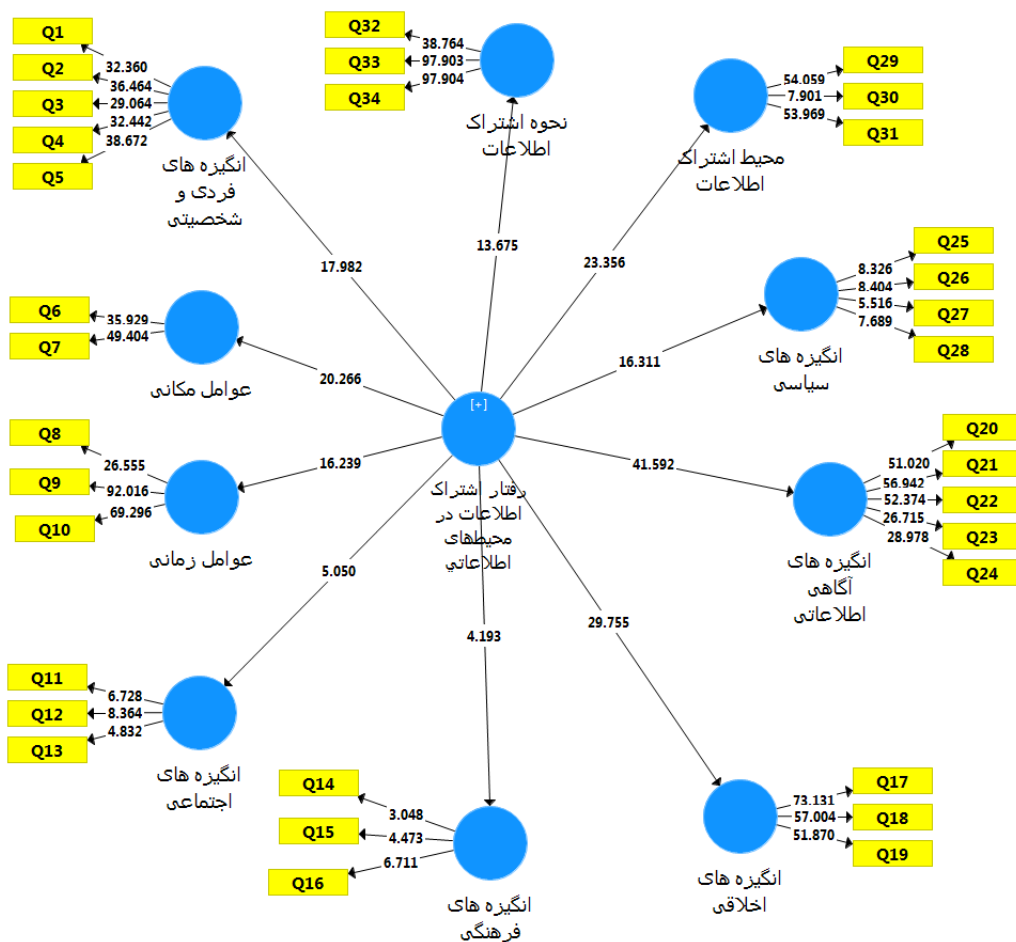 Q1
Q2
Q3
Q4
Q5
32.360
36.464
29.064
32.442
38.672
انگیزه های
فردی و
شخصیتی
Q32
Q33
Q34
38.764
97.903
97.904
نحوه اشتراک
اطلاعات
Q29
Q30
Q31
54.059
7.901
53.969
محیط اشتراک
اطلاعات
17.982
13.675
23.356
Q25
Q26
Q27
Q28
8.326
8.404
5.516
7.689
انگیزه های
سیاسی
16.311
Q6
Q7
35.929
49.404
عوامل مکانی
20.266
[+]
رفتار اشتراک
اطلاعات در
محیط‌های
اطلاعاتي
Q8
Q9
Q10
26.555
92.016
69.296
عوامل زمانی
16.239
41.592
Q20
Q21
Q22
Q23
Q24
51.020
56.942
52.374
26.715
28.978
انگیزه های
آگاهی
اطلاعاتی
5.050
4.193
29.755
Q11
Q12
Q13
6.728
8.364
4.832
انگیزه های
اجتماعی
Q14
Q15
Q16
3.048
4.473
6.711
انگیزه های
فرهنگی
Q17
Q18
Q19
73.131
57.004
51.870
انگیزه های
اخلاقی